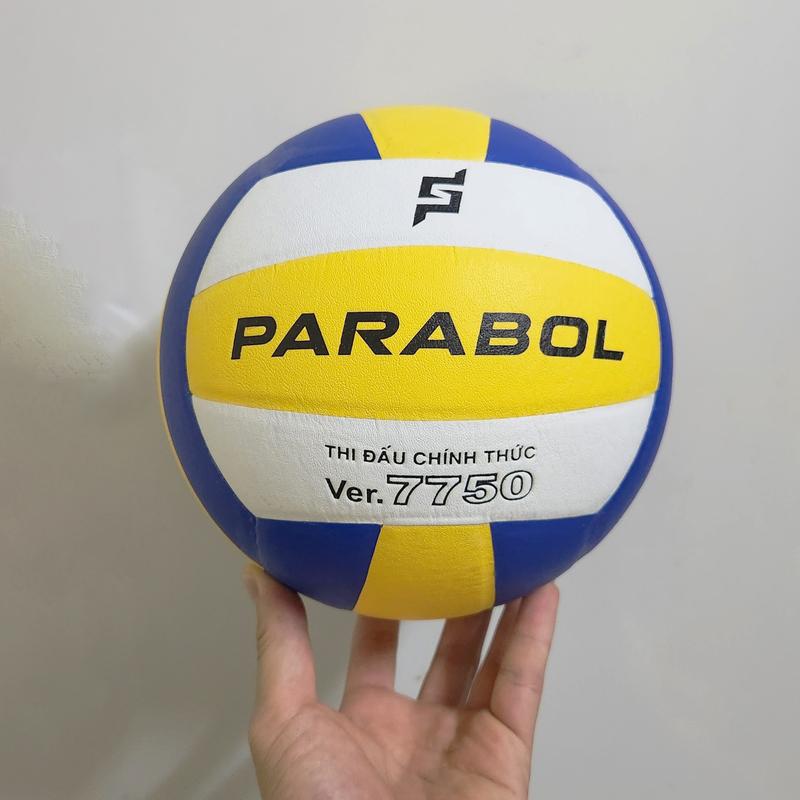 PARABOL
THI ĐẤU CHÍNH THỨC
Ver. 7750